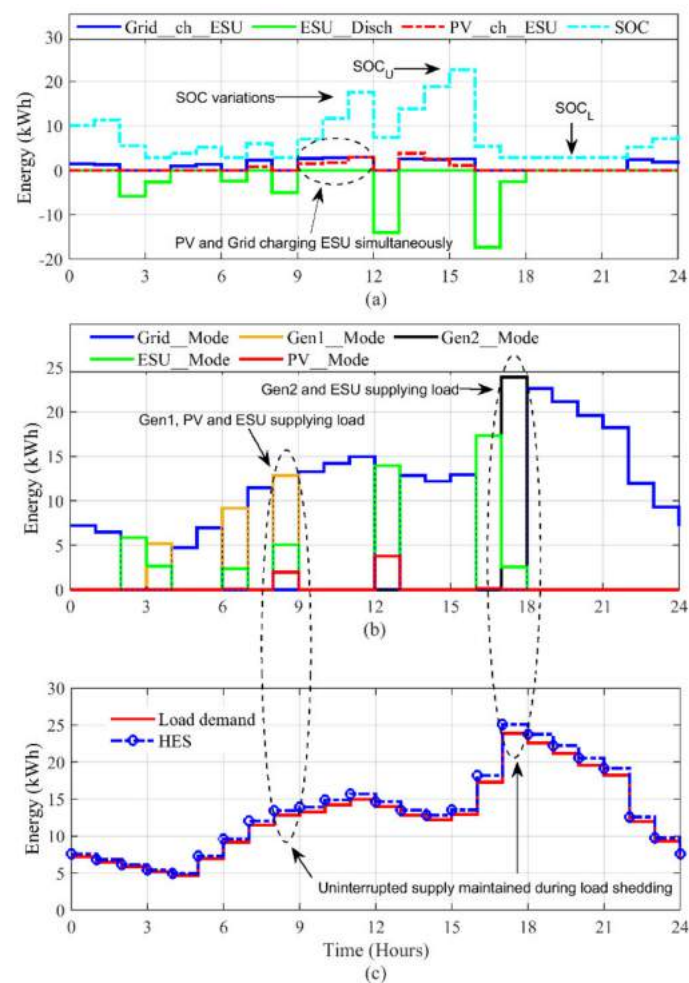 Grid__ch__ESU ESU__Disch PV__ch__ESU SOC
30
20
10
0
-10
-20
Energy (kWh)
SOC variations
SOC_U
SOC_L
PV and Grid charging ESU simultaneously
0 3 6 9 12 15 18 21 24
(a)
Grid__Mode Gen1__Mode Gen2__Mode
ESU__Mode PV__Mode
25
20
15
10
5
0
Energy (kWh)
Gen2 and ESU supplying load
Gen1, PV and ESU supplying load
0 3 6 9 12 15 18 21 24
(b)
30
25
20
15
10
5
0
Energy (kWh)
Load demand
HES
Uninterrupted supply maintained during load shedding
0 3 6 9 12 15 18 21 24
Time (Hours)
(c)